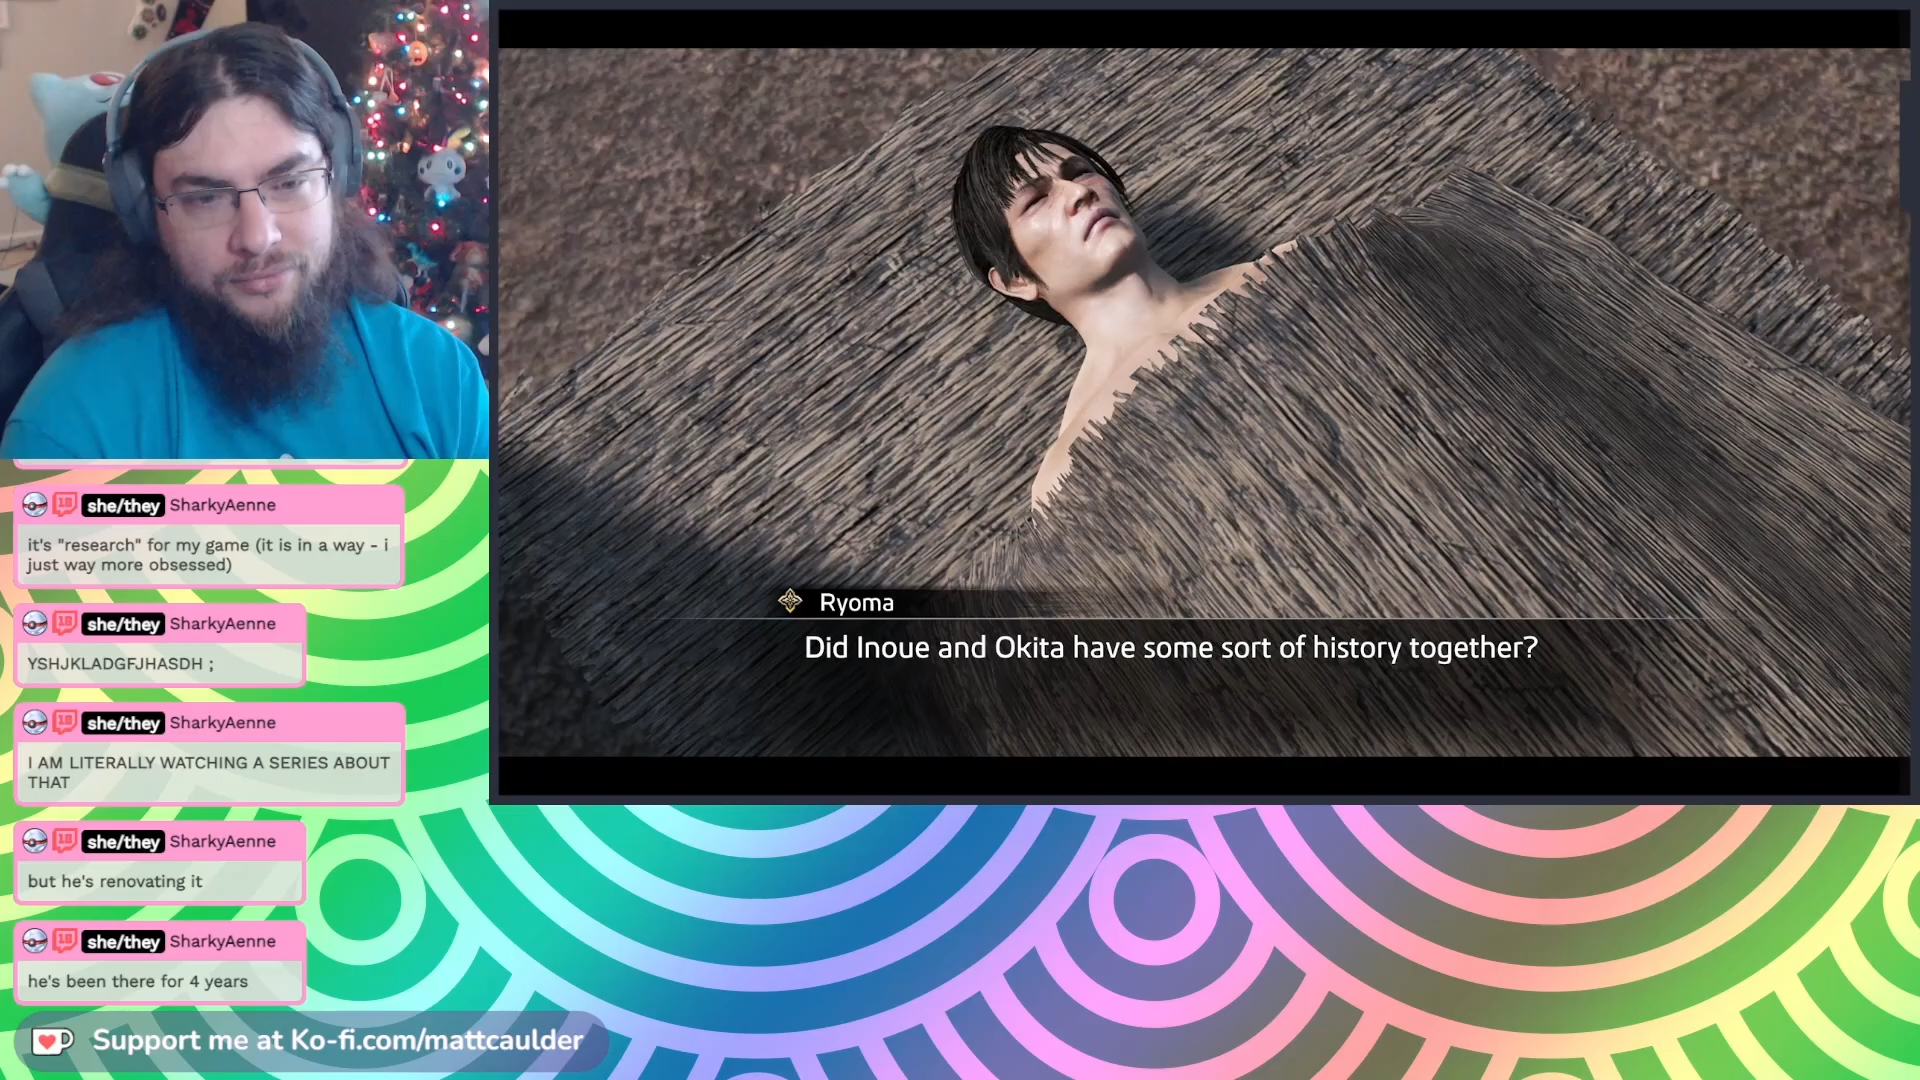 she/they SharkyAenne
it's "research" for my game (it is in a way - i
just way more obsessed)
she/they SharkyAenne
YSHJKLADGFJHASDH ;
she/they SharkyAenne
I AM LITERALLY WATCHING A SERIES ABOUT
THAT
she/they SharkyAenne
but he's renovating it
she/they SharkyAenne
he's been there for 4 years
Support me at Ko-fi.com/mattcaulder
Ryoma
Did Inoue and Okita have some sort of history together?